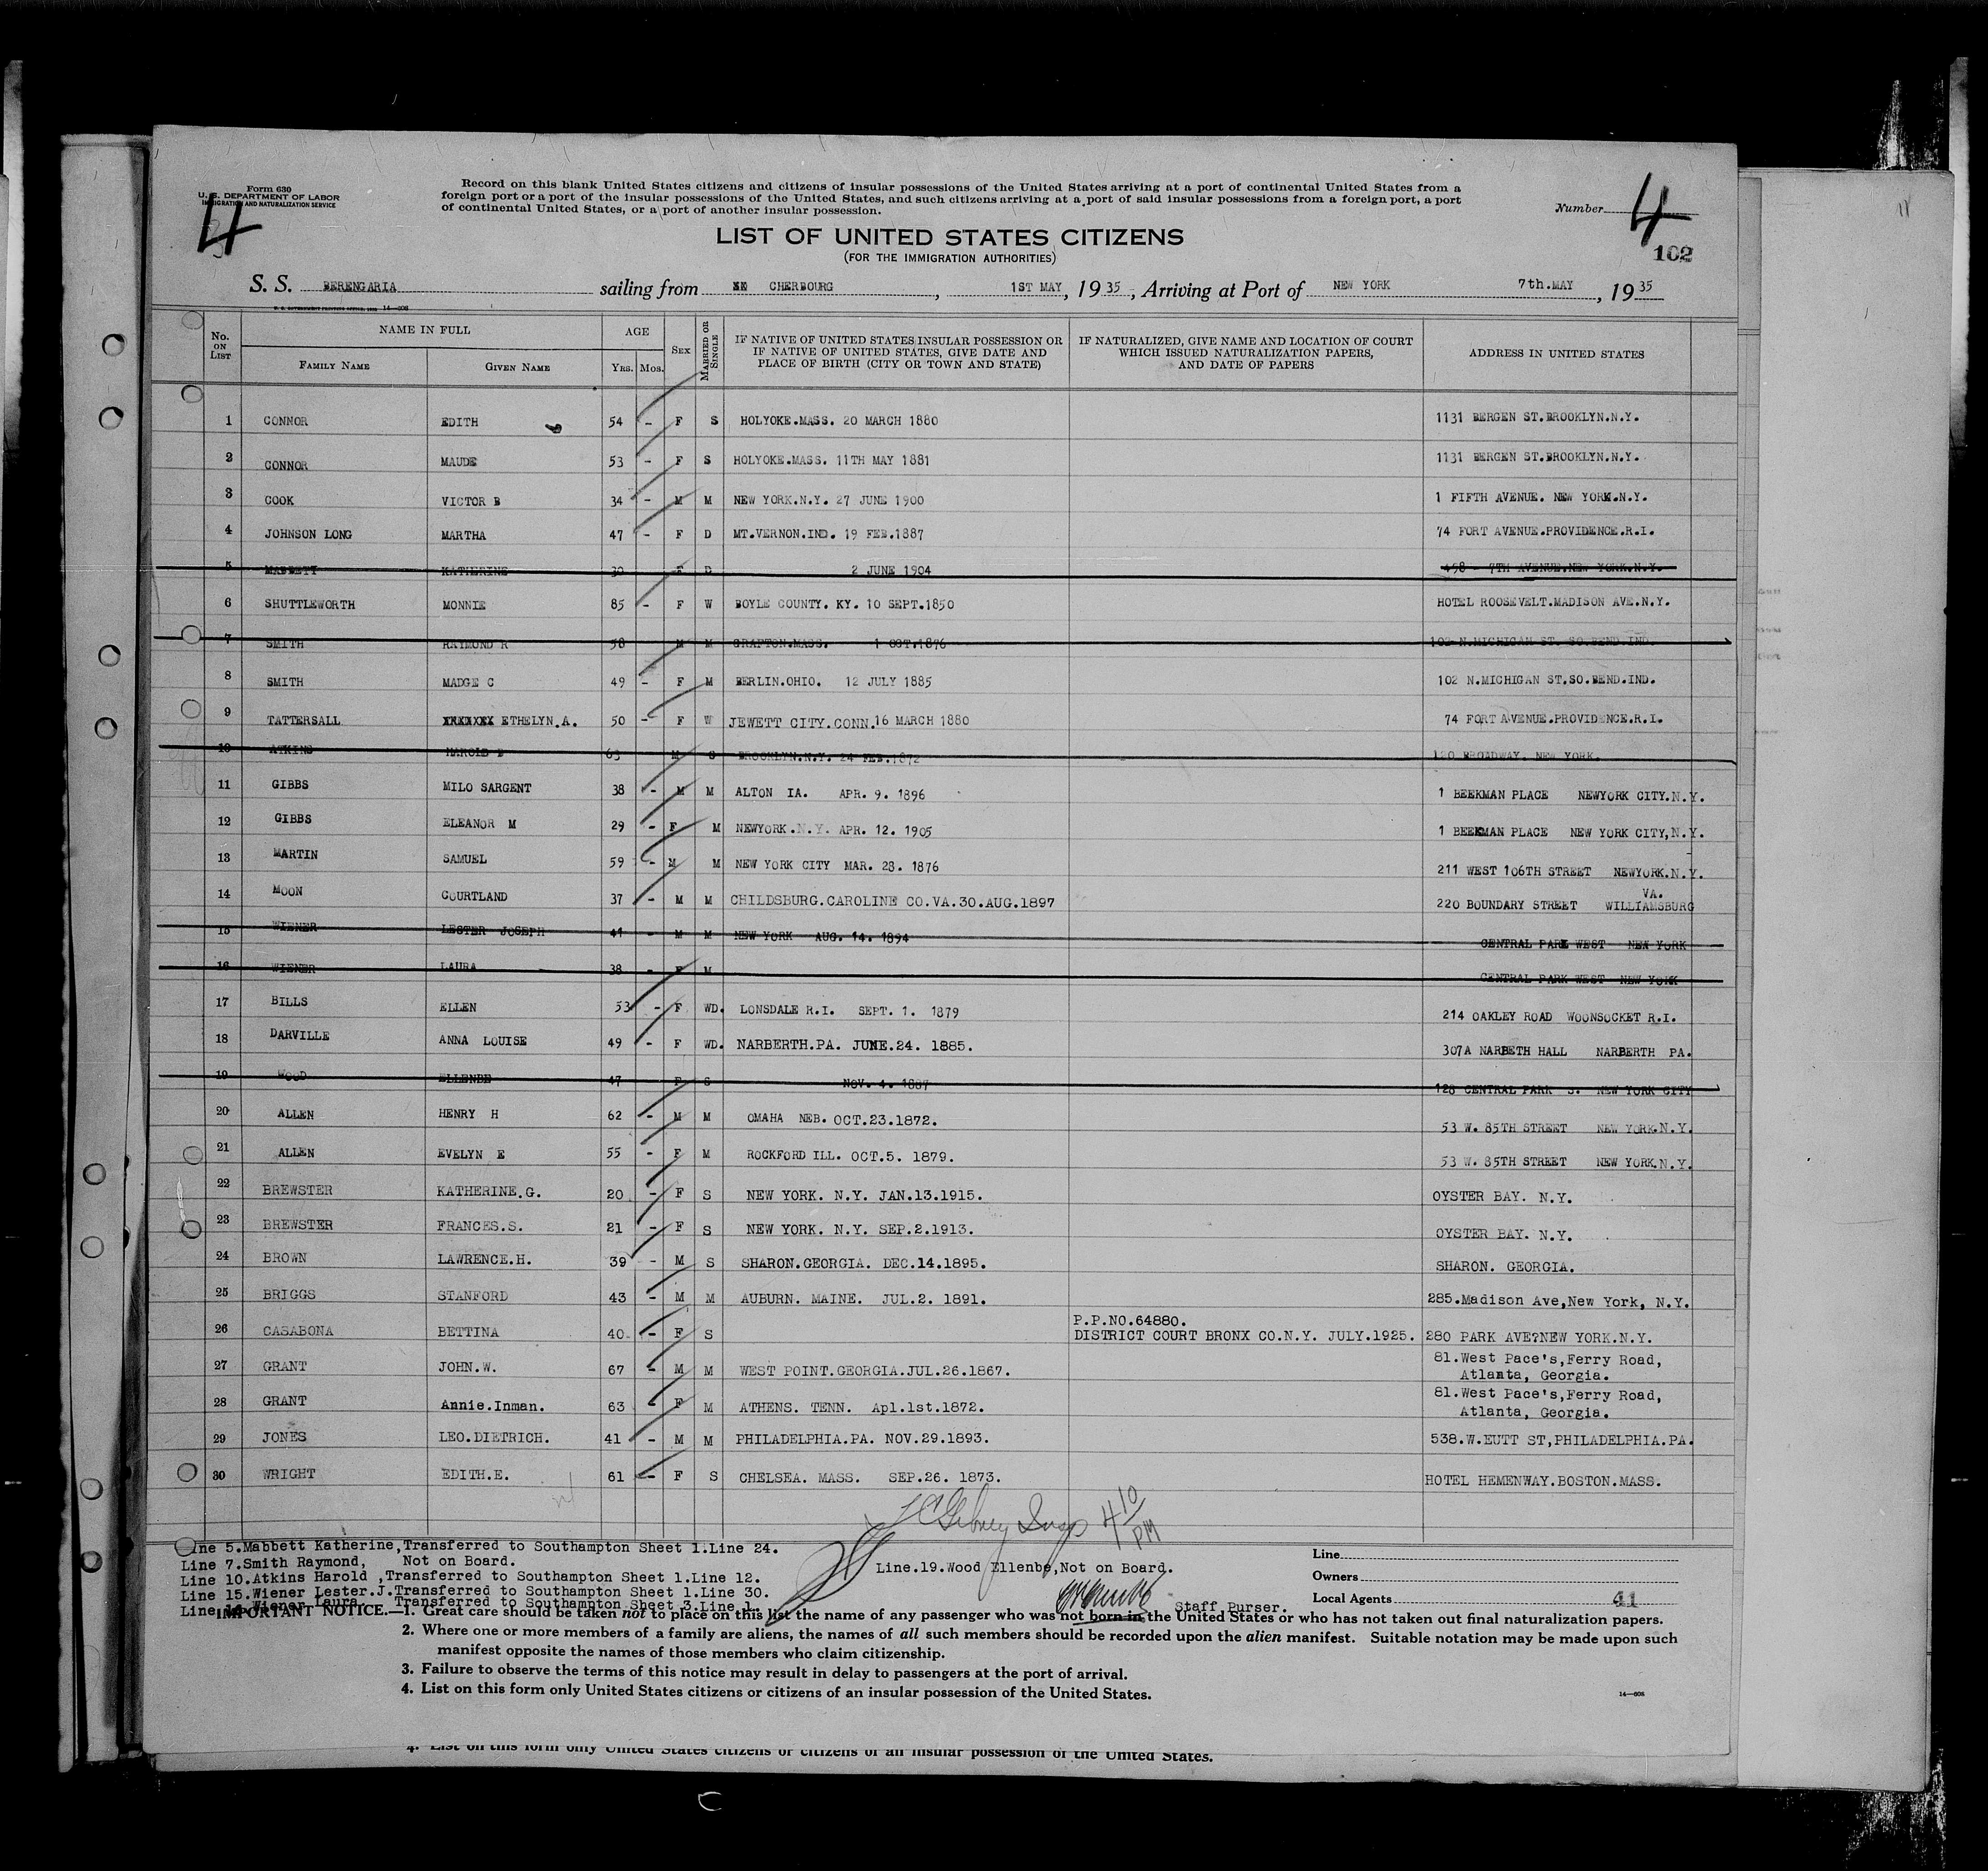 Form 630
U. S. DEPARTMENT OF LABOR
IMMIGRATION AND NATURALIZATION SERVICE
4
Record on this blank United States citizens and citizens of insular possessions of the United States arriving at a port of continental United States from a
foreign port or a port of the insular possessions of the United States, and such citizens arriving at a port of said insular possessions from a foreign port, a port
of continental United States, or a port of another insular possession.
Number 4
102
LIST OF UNITED STATES CITIZENS
(FOR THE IMMIGRATION AUTHORITIES)
S. S. BERENGARIA sailing from CHERBOURG, 1ST MAY, 1935, Arriving at Port of NEW YORK 7th.MAY, 1935
No. ON LIST NAME IN FULL FAMILY NAME GIVEN NAME AGE YRS. MOS. SEX MARRIED OR SINGLE IF NATIVE OF UNITED STATES INSULAR POSSESSION OR IF NATIVE OF UNITED STATES, GIVE DATE AND PLACE OF BIRTH (CITY OR TOWN AND STATE) IF NATURALIZED, GIVE NAME AND LOCATION OF COURT WHICH ISSUED NATURALIZATION PAPERS, AND DATE OF PAPERS ADDRESS IN UNITED STATES
1 CONNOR EDITH 54 - F S HOLYOKE.MASS. 20 MARCH 1880 1131 BERGEN ST.BROOKLYN.N.Y.
2 CONNOR MAUDE 53 - F S HOLYOKE.MASS. 11TH MAY 1881 1131 BERGEN ST.BROOKLYN.N.Y.
3 COOK VICTOR B 34 - M M NEW YORK.N.Y. 27 JUNE 1900 1 FIFTH AVENUE. NEW YORK.N.Y.
4 JOHNSON LONG MARTHA 47 - F D MT.VERNON.IND. 19 FEB.1887 74 FORT AVENUE.PROVIDENCE.R.I.
5 MABBETT KATHERINE 30 F D 2 JUNE 1904 498 - 7TH AVENUE.NEW YORK.N.Y.
6 SHUTTLEWORTH MONNIE 85 - F W BOYLE COUNTY. KY. 10 SEPT.1850 HOTEL ROOSEVELT.MADISON AVE.N.Y.
7 SMITH RAYMOND R 58 M M GRAFTON.MASS. 1 OCT.1876 102 N.MICHIGAN ST. SO.BEND.IND.
8 SMITH MADGE C 49 - F M BERLIN.OHIO. 12 JULY 1885 102 N.MICHIGAN ST.SO.BEND.IND.
9 TATTERSALL ETHELYN.A. 50 - F W JEWETT CITY.CONN.16 MARCH 1880 74 FORT AVENUE.PROVIDENCE.R.I.
10 ATKINS HAROLD 63 M S BROOKLYN.N.Y. 24 FEB.1872 120 BROADWAY. NEW YORK.
11 GIBBS MILO SARGENT 38 - M M ALTON IA. APR. 9. 1896 1 BEEKMAN PLACE NEWYORK CITY.N.Y.
12 GIBBS ELEANOR M 29 - F M NEWYORK.N.Y. APR. 12. 1905 1 BEEKMAN PLACE NEW YORK CITY,N.Y.
13 MARTIN SAMUEL 59 - M M NEW YORK CITY MAR. 28. 1876 211 WEST 106TH STREET NEWYORK.N.Y.
14 MOON COURTLAND 37 - M M CHILDSBURG.CAROLINE CO.VA.30.AUG.1897 220 BOUNDARY STREET WILLIAMSBURG VA.
15 WIENER LESTER JOSEPH 41 - M M NEW YORK AUG. 14. 1894 CENTRAL PARK WEST NEW YORK
16 WIENER LAURA 38 - F M CENTRAL PARK WEST NEW YORK
17 BILLS ELLEN 53 - F WD. LONSDALE R.I. SEPT. 1. 1879 214 OAKLEY ROAD WOONSOCKET R.I.
18 DARVILLE ANNA LOUISE 49 - F WD. NARBERTH.PA. JUNE.24. 1885. 307A NARBETH HALL NARBERTH PA.
19 WOOD ELLENBE 47 F S NOV. 4. 1887 128 CENTRAL PARK S. NEW YORK CITY
20 ALLEN HENRY H 62 - M M OMAHA NEB. OCT.23.1872. 53 W. 85TH STREET NEW YORK.N.Y.
21 ALLEN EVELYN E 55 - F M ROCKFORD ILL. OCT.5. 1879. 53 W. 85TH STREET NEW YORK.N.Y.
22 BREWSTER KATHERINE.G. 20 - F S NEW YORK. N.Y. JAN.13.1915. OYSTER BAY. N.Y.
23 BREWSTER FRANCES.S. 21 - F S NEW YORK. N.Y. SEP.2.1913. OYSTER BAY. N.Y.
24 BROWN LAWRENCE.H. 39 - M S SHARON.GEORGIA. DEC.14.1895. SHARON. GEORGIA.
25 BRIGGS STANFORD 43 - M M AUBURN. MAINE. JUL.2. 1891. 285.Madison Ave,New York, N.Y.
26 CASABONA BETTINA 40 - F S P.P.NO.64880. DISTRICT COURT BRONX CO.N.Y. JULY.1925. 280 PARK AVE?NEW YORK.N.Y.
27 GRANT JOHN.W. 67 - M M WEST POINT.GEORGIA.JUL.26.1867. 81.West Pace's,Ferry Road, Atlanta, Georgia.
28 GRANT Annie.Inman. 63 - F M ATHENS. TENN. Apl.1st.1872. 81.West Pace's,Ferry Road, Atlanta, Georgia.
29 JONES LEO.DIETRICH. 41 - M M PHILADELPHIA.PA. NOV.29.1893. 538.W.EUTT ST,PHILADELPHIA.PA.
30 WRIGHT EDITH.E. 61 - F S CHELSEA. MASS. SEP.26. 1873. HOTEL HEMENWAY.BOSTON.MASS.
4 10 PM
Line 5.Mabbett Katherine,Transferred to Southampton Sheet 1.Line 24.
Line 7.Smith Raymond, Not on Board.
Line 10.Atkins Harold ,Transferred to Southampton Sheet 1.Line 12.
Line 15.Wiener Lester.J.Transferred to Southampton Sheet 1.Line 30.
Line Wiener Laura. Transferred to Southampton Sheet 3.Line 1.
Line.19.Wood Ellenbe,Not on Board.
Staff Purser.
Line
Owners
Local Agents 41
IMPORTANT NOTICE.—1. Great care should be taken not to place on this list the name of any passenger who was not born in the United States or who has not taken out final naturalization papers.
2. Where one or more members of a family are aliens, the names of all such members should be recorded upon the alien manifest. Suitable notation may be made upon such
manifest opposite the names of those members who claim citizenship.
3. Failure to observe the terms of this notice may result in delay to passengers at the port of arrival.
4. List on this form only United States citizens or citizens of an insular possession of the United States.
14—608
4. List on this form only United States citizens or citizens of an insular possession of the United States.